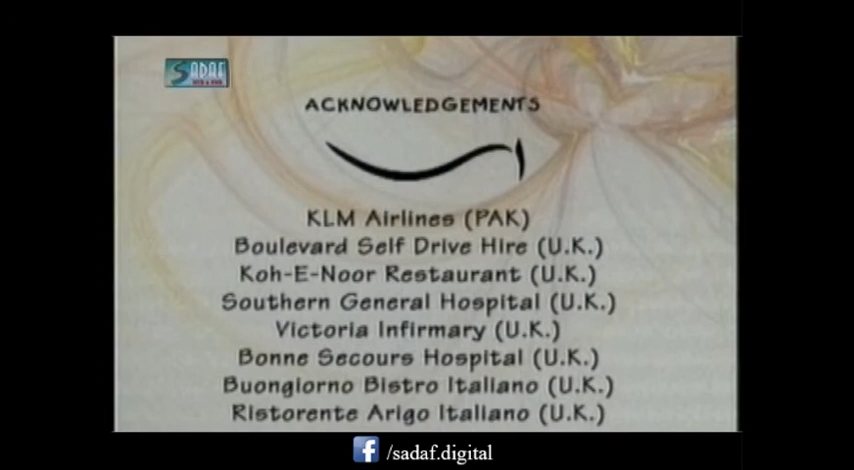 SADAF
ACKNOWLEDGEMENTS
KLM Airlines (PAK)
Boulevard Self Drive Hire (U.K.)
Koh-E-Noor Restaurant (U.K.)
Southern General Hospital (U.K.)
Victoria Infirmary (U.K.)
Bonne Secours Hospital (U.K.)
Buongiorno Bistro Italiano (U.K.)
Ristorente Arigo Italiano (U.K.)
/sadaf.digital